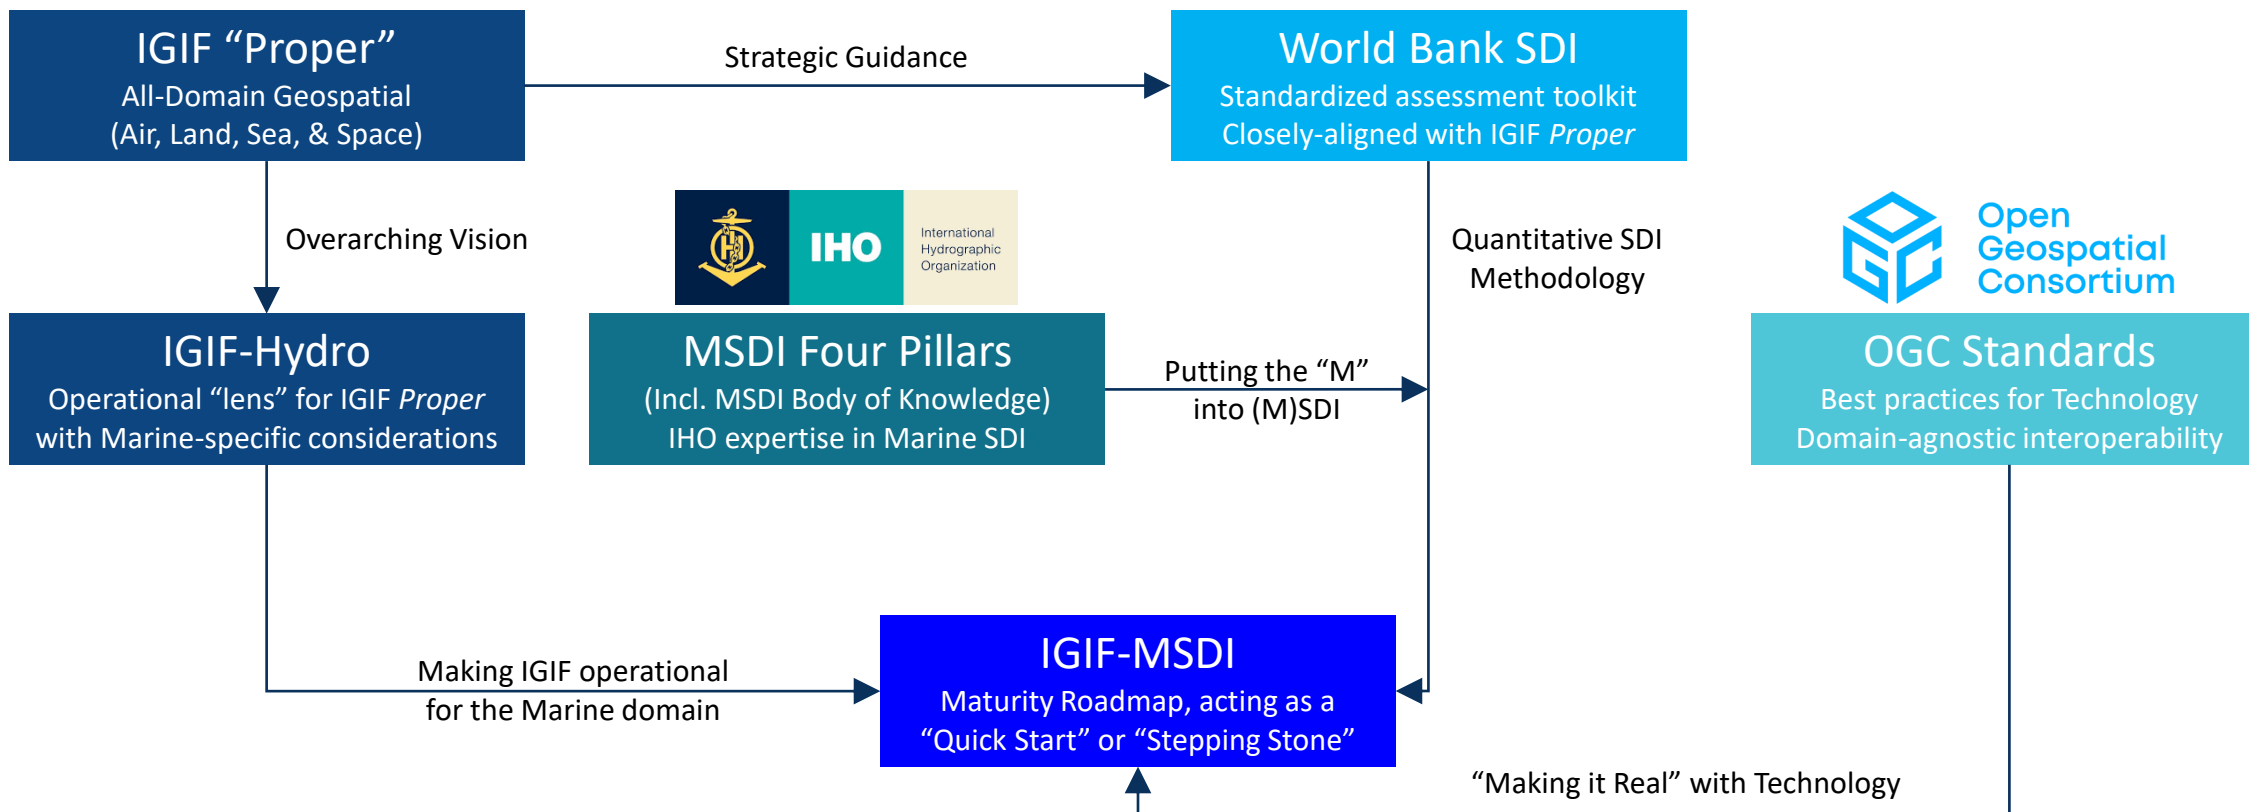 IGIF “Proper”
All-Domain Geospatial
(Air, Land, Sea, & Space)
Strategic Guidance
World Bank SDI
Standardized assessment toolkit
Closely-aligned with IGIF Proper
Overarching Vision
IHO
International
Hydrographic
Organization
Quantitative SDI
Methodology
OGC
Open
Geospatial
Consortium
IGIF-Hydro
Operational “lens” for IGIF Proper
with Marine-specific considerations
MSDI Four Pillars
(Incl. MSDI Body of Knowledge)
IHO expertise in Marine SDI
Putting the “M”
into (M)SDI
OGC Standards
Best practices for Technology
Domain-agnostic interoperability
Making IGIF operational
for the Marine domain
IGIF-MSDI
Maturity Roadmap, acting as a
“Quick Start” or “Stepping Stone”
“Making it Real” with Technology